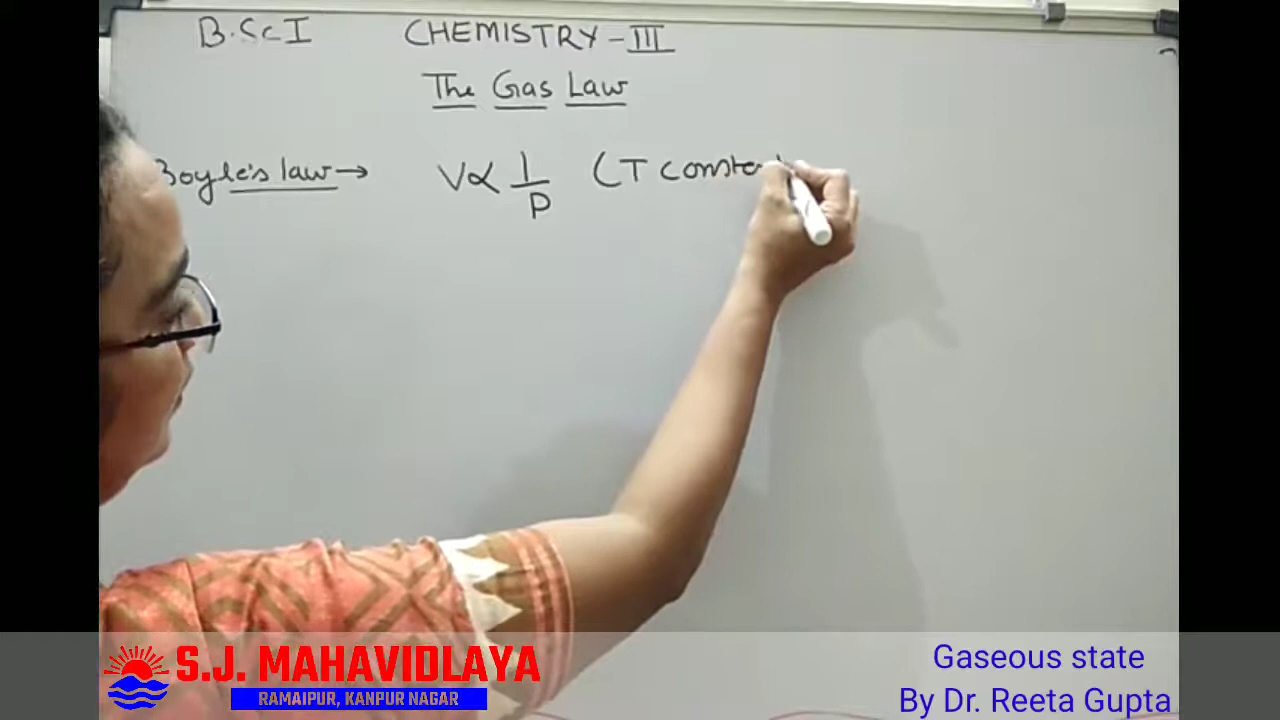 B.Sc I CHEMISTRY - III
The Gas Law
Boyle's law → V ∝ 1/P (T consta
S.J. MAHAVIDLAYA
RAMAIPUR, KANPUR NAGAR
Gaseous state
By Dr. Reeta Gupta